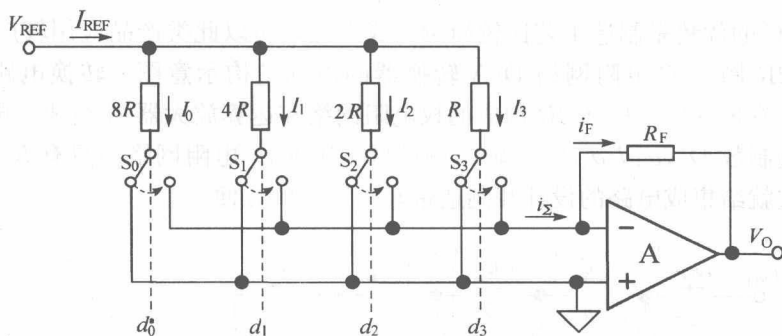 V_REF I_REF
8R I_0 4R I_1 2R I_2 R I_3
i_F R_F
S_0 S_1 S_2 S_3
i_Σ
− A V_O
+
d_0 d_1 d_2 d_3